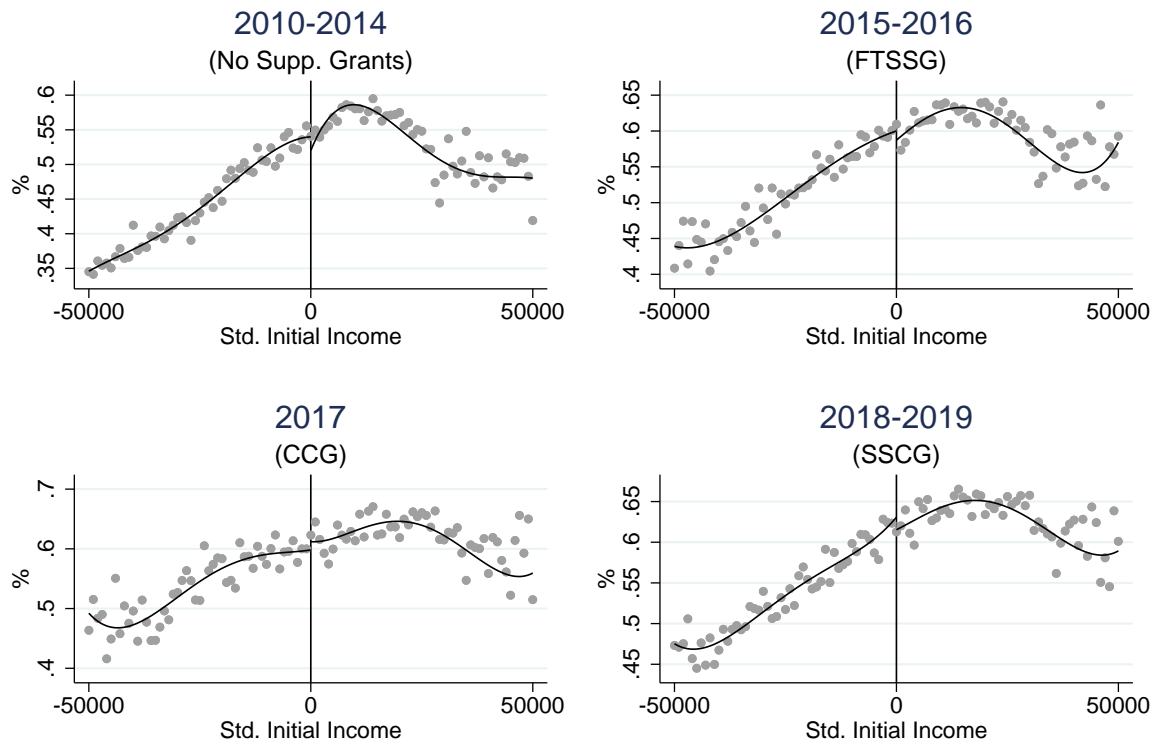 2010-2014
(No Supp. Grants)
%
.6
.55
.5
.45
.4
.35
-50000 0 50000
Std. Initial Income
2015-2016
(FTSSG)
%
.65
.6
.55
.5
.45
.4
-50000 0 50000
Std. Initial Income
2017
(CCG)
%
.7
.6
.5
.4
-50000 0 50000
Std. Initial Income
2018-2019
(SSCG)
%
.65
.6
.55
.5
.45
-50000 0 50000
Std. Initial Income